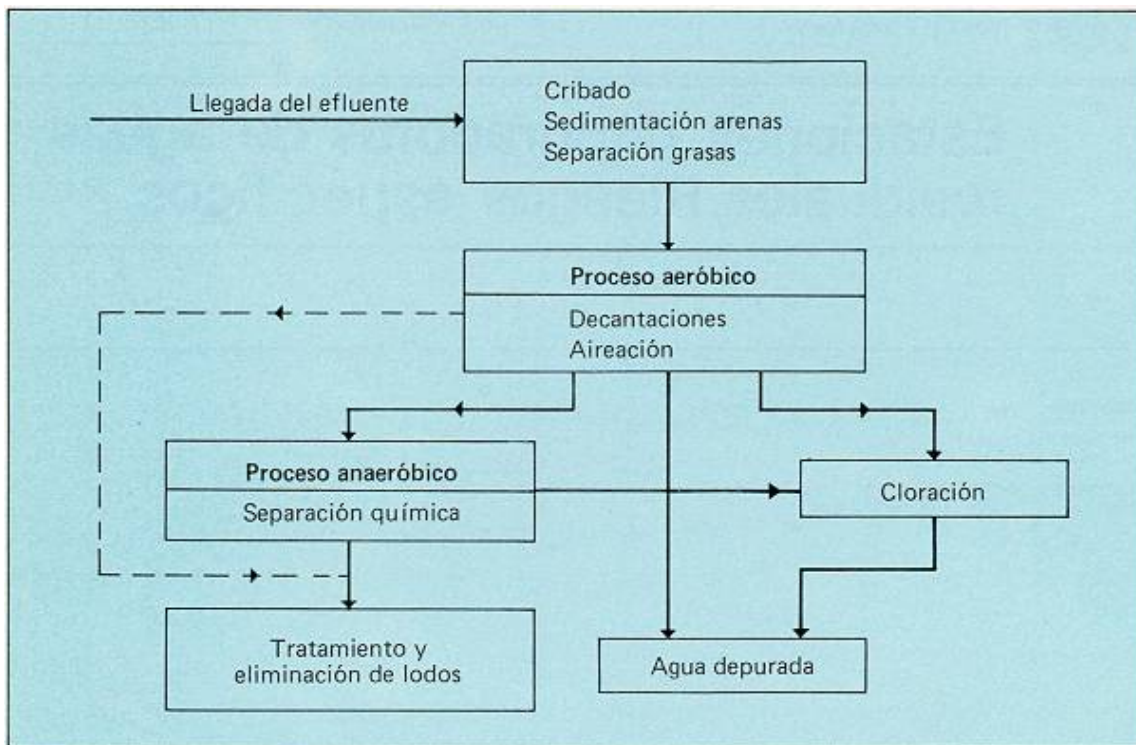 Llegada del efluente
Cribado
Sedimentación arenas
Separación grasas
Proceso aeróbico
Decantaciones
Aireación
Proceso anaeróbico
Separación química
Cloración
Tratamiento y
eliminación de lodos
Agua depurada